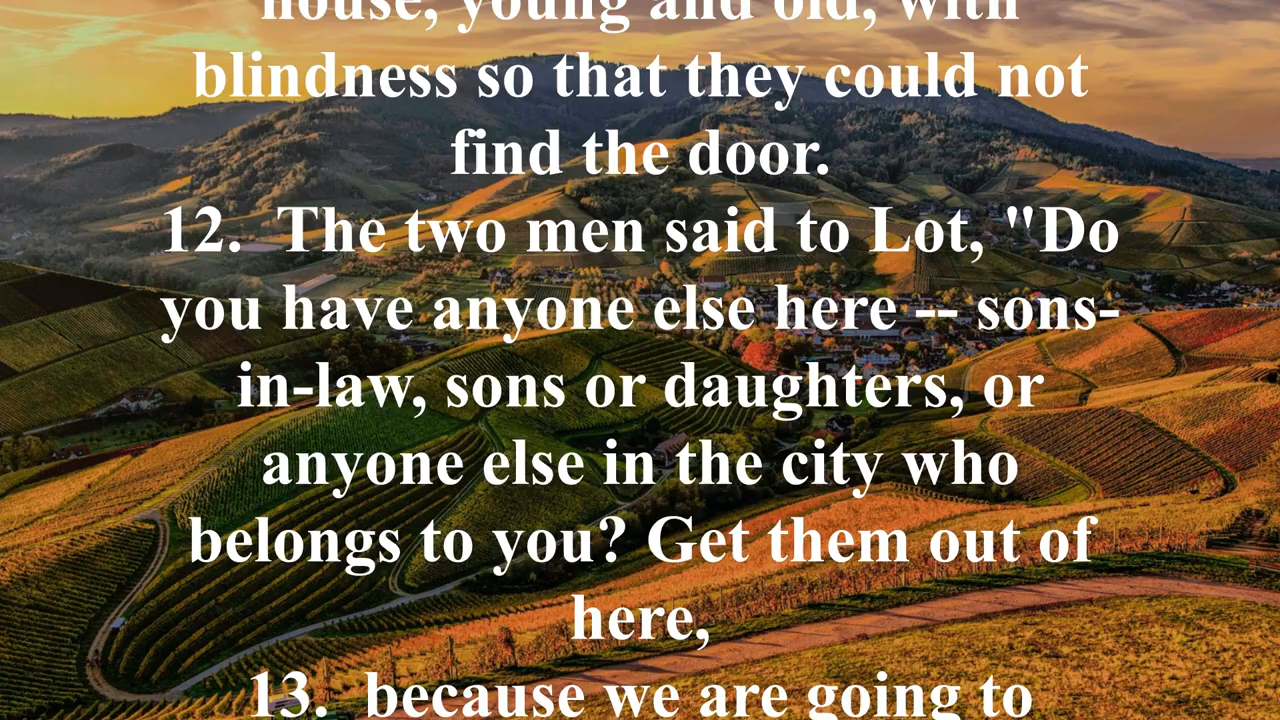 house, young and old, with
blindness so that they could not
find the door.
12.  The two men said to Lot, "Do
you have anyone else here -- sons-
in-law, sons or daughters, or
anyone else in the city who
belongs to you? Get them out of
here,
13.  because we are going to